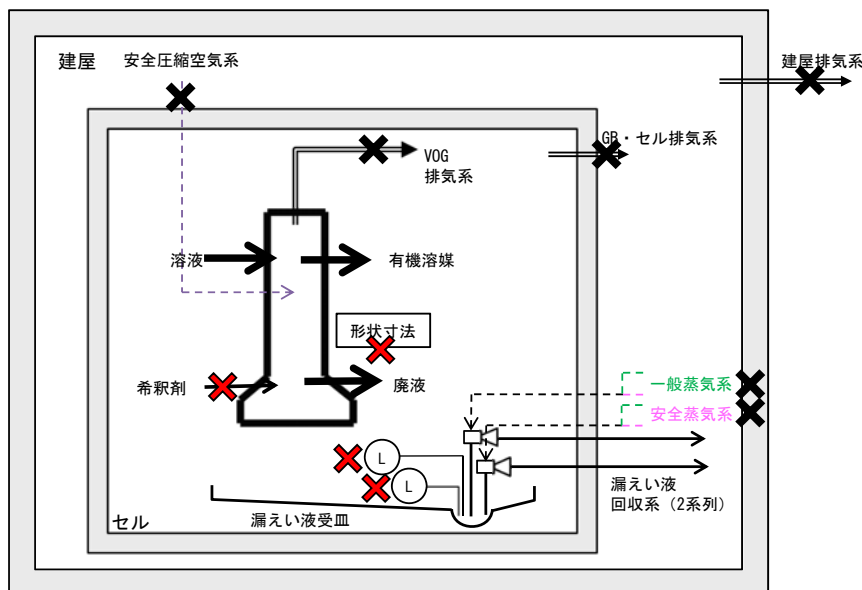 建屋
安全圧縮空気系
建屋排気系
GB・セル排気系
VOG
排気系
溶液
有機溶媒
形状寸法
希釈剤
廃液
一般蒸気系
安全蒸気系
L
L
漏えい液
回収系（2系列）
漏えい液受皿
セル